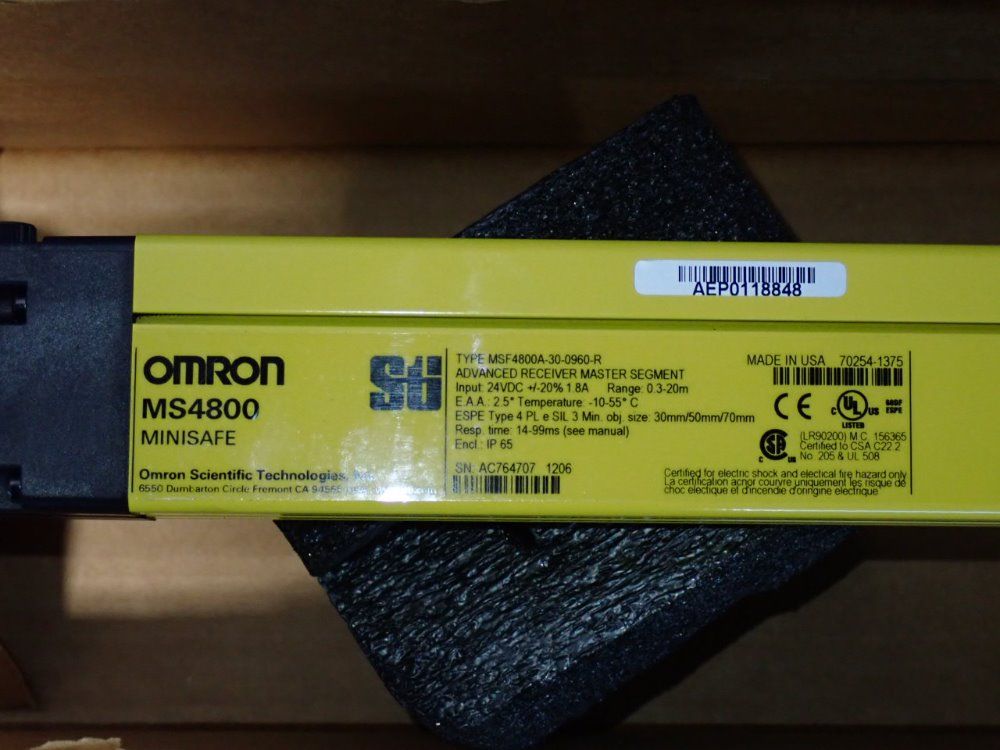 AEP0118848
OMRON
MS4800
MINISAFE
Omron Scientific Technologies,
6550 Dumbarton Circle Fremont CA
STI
TYPE MSF4800A-30-0960-R
ADVANCED RECEIVER MASTER SEGMENT
Input: 24VDC +/-20% 1.8A Range: 0.3-20m
E.A.A.: 2.5° Temperature: -10-55° C
ESPE Type 4 PL e SIL 3 Min. obj. size: 30mm/50mm/70mm
Resp. time: 14-99ms (see manual)
Encl.: IP 65
SN: AC764707 1206
MADE IN USA 70254-1375
CE
C UL US
LISTED
ESPE
(LR90200) M.C. 156365
Certified to CSA C22.2
No. 205 & UL 508
Certified for electric shock and electical fire hazard only
La certification acnor couryre uniquement les risque de
choc electique et d'incendie d'origine electrique